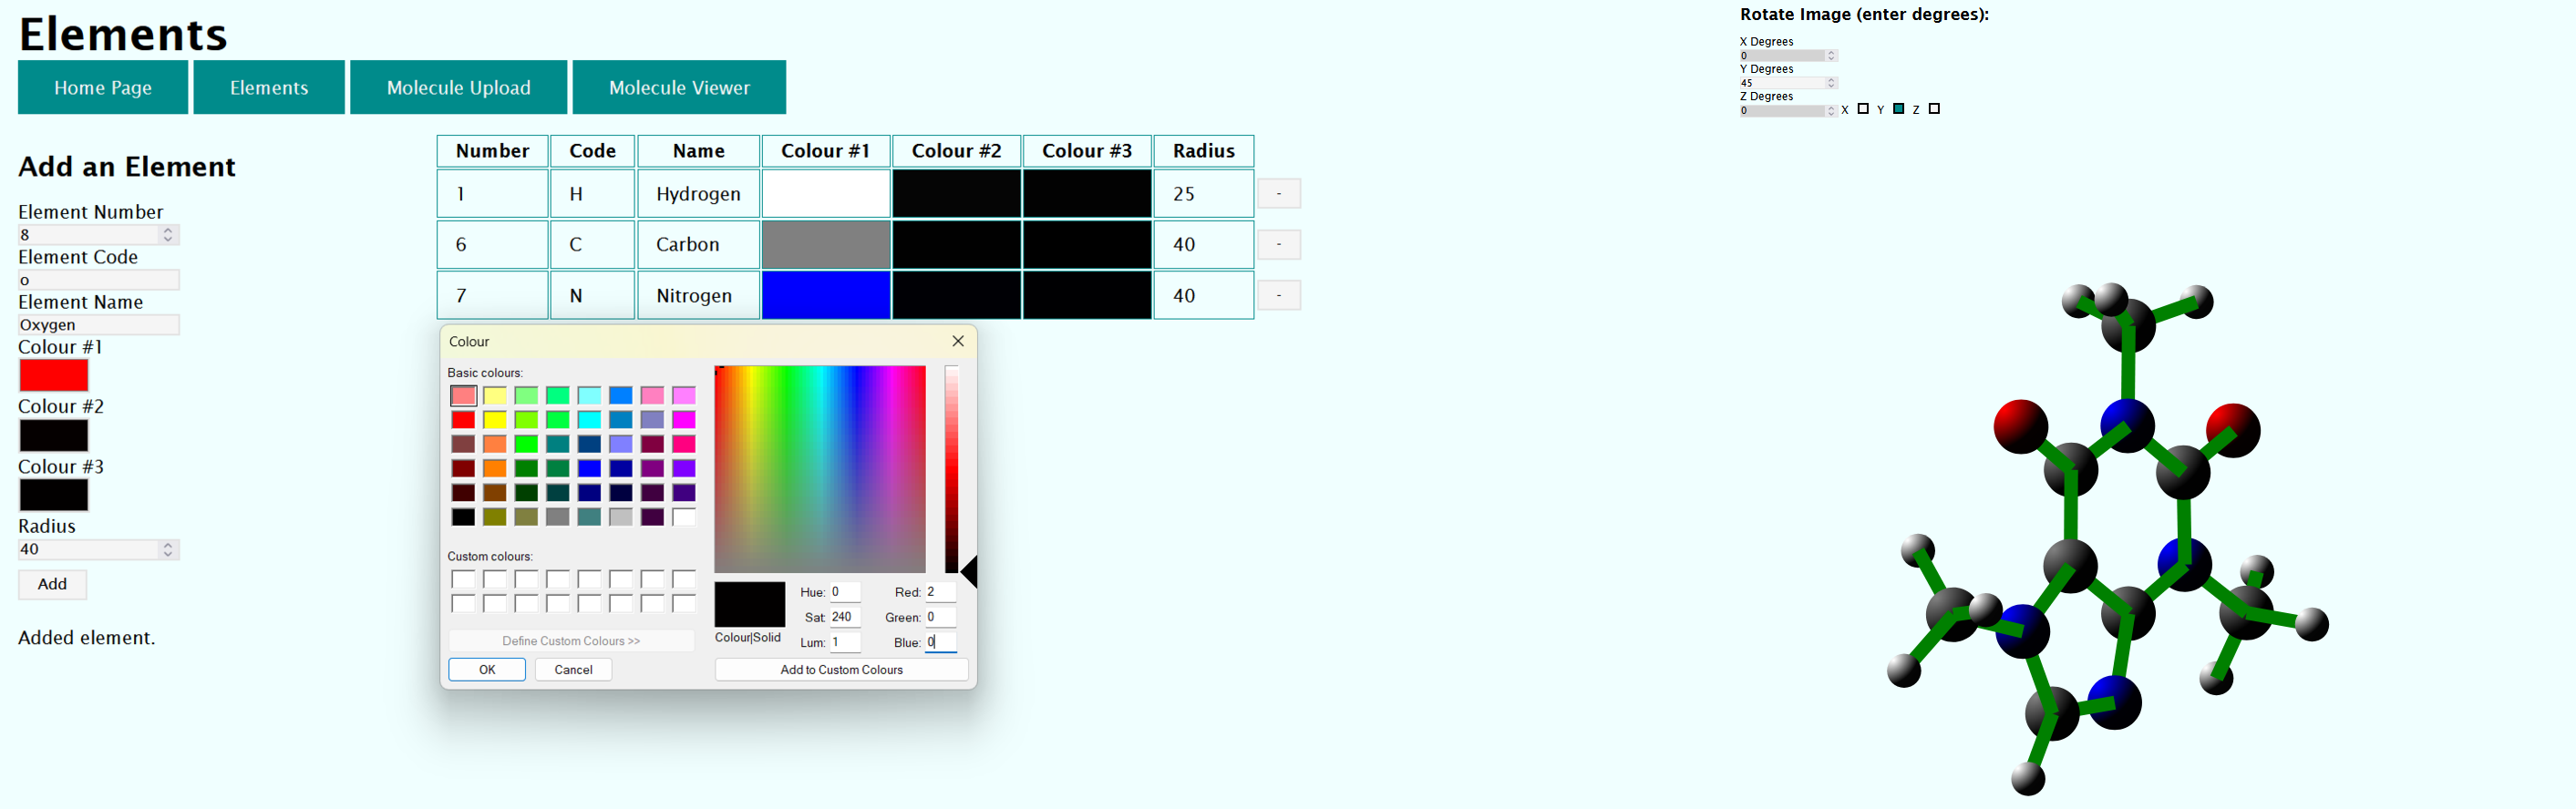 Elements
Home Page Elements Molecule Upload Molecule Viewer
Add an Element
Element Number
8
Element Code
o
Element Name
Oxygen
Colour #1
Colour #2
Colour #3
Radius
40
Add
Added element.
Number Code Name Colour #1 Colour #2 Colour #3 Radius
1 H Hydrogen 25 -
6 C Carbon 40 -
7 N Nitrogen 40 -
Colour
Basic colours:
Custom colours:
Define Custom Colours >>
OK Cancel
Hue: 0 Red: 2
Sat: 240 Green: 0
Colour|Solid
Lum: 1 Blue: 0
Add to Custom Colours
Rotate Image (enter degrees):
X Degrees
0
Y Degrees
45
Z Degrees
0 X Y Z